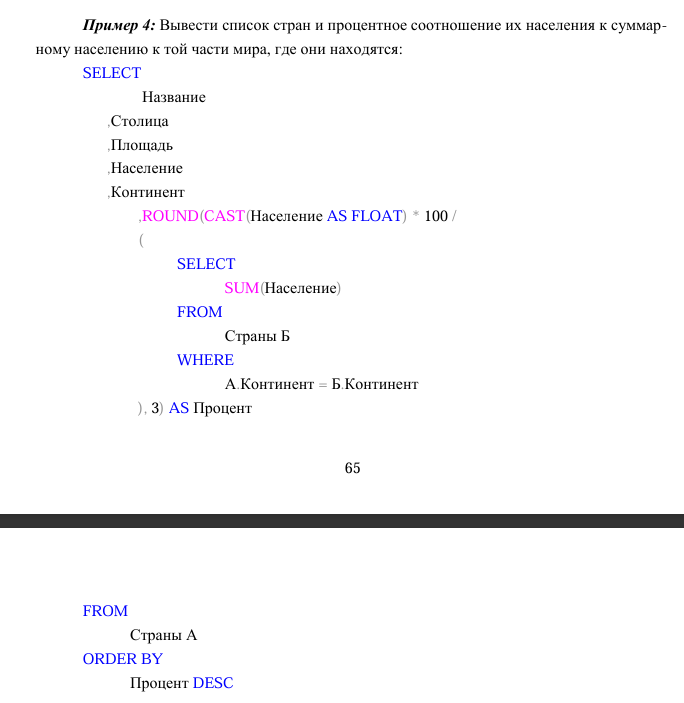 Пример 4: Вывести список стран и процентное соотношение их населения к суммар-
ному населению к той части мира, где они находятся:
SELECT
Название
,Столица
,Площадь
,Население
,Континент
,ROUND(CAST(Население AS FLOAT) * 100 /
(
SELECT
SUM(Население)
FROM
Страны Б
WHERE
А.Континент = Б.Континент
), 3) AS Процент
65
FROM
Страны А
ORDER BY
Процент DESC